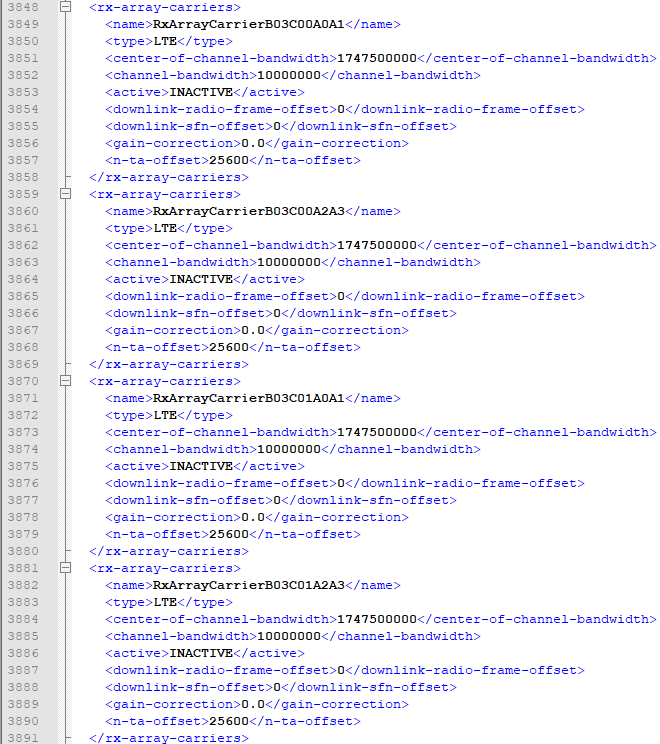 3848 <rx-array-carriers>
3849 <name>RxArrayCarrierB03C00A0A1</name>
3850 <type>LTE</type>
3851 <center-of-channel-bandwidth>1747500000</center-of-channel-bandwidth>
3852 <channel-bandwidth>10000000</channel-bandwidth>
3853 <active>INACTIVE</active>
3854 <downlink-radio-frame-offset>0</downlink-radio-frame-offset>
3855 <downlink-sfn-offset>0</downlink-sfn-offset>
3856 <gain-correction>0.0</gain-correction>
3857 <n-ta-offset>25600</n-ta-offset>
3858 </rx-array-carriers>
3859 <rx-array-carriers>
3860 <name>RxArrayCarrierB03C00A2A3</name>
3861 <type>LTE</type>
3862 <center-of-channel-bandwidth>1747500000</center-of-channel-bandwidth>
3863 <channel-bandwidth>10000000</channel-bandwidth>
3864 <active>INACTIVE</active>
3865 <downlink-radio-frame-offset>0</downlink-radio-frame-offset>
3866 <downlink-sfn-offset>0</downlink-sfn-offset>
3867 <gain-correction>0.0</gain-correction>
3868 <n-ta-offset>25600</n-ta-offset>
3869 </rx-array-carriers>
3870 <rx-array-carriers>
3871 <name>RxArrayCarrierB03C01A0A1</name>
3872 <type>LTE</type>
3873 <center-of-channel-bandwidth>1747500000</center-of-channel-bandwidth>
3874 <channel-bandwidth>10000000</channel-bandwidth>
3875 <active>INACTIVE</active>
3876 <downlink-radio-frame-offset>0</downlink-radio-frame-offset>
3877 <downlink-sfn-offset>0</downlink-sfn-offset>
3878 <gain-correction>0.0</gain-correction>
3879 <n-ta-offset>25600</n-ta-offset>
3880 </rx-array-carriers>
3881 <rx-array-carriers>
3882 <name>RxArrayCarrierB03C01A2A3</name>
3883 <type>LTE</type>
3884 <center-of-channel-bandwidth>1747500000</center-of-channel-bandwidth>
3885 <channel-bandwidth>10000000</channel-bandwidth>
3886 <active>INACTIVE</active>
3887 <downlink-radio-frame-offset>0</downlink-radio-frame-offset>
3888 <downlink-sfn-offset>0</downlink-sfn-offset>
3889 <gain-correction>0.0</gain-correction>
3890 <n-ta-offset>25600</n-ta-offset>
3891 </rx-array-carriers>